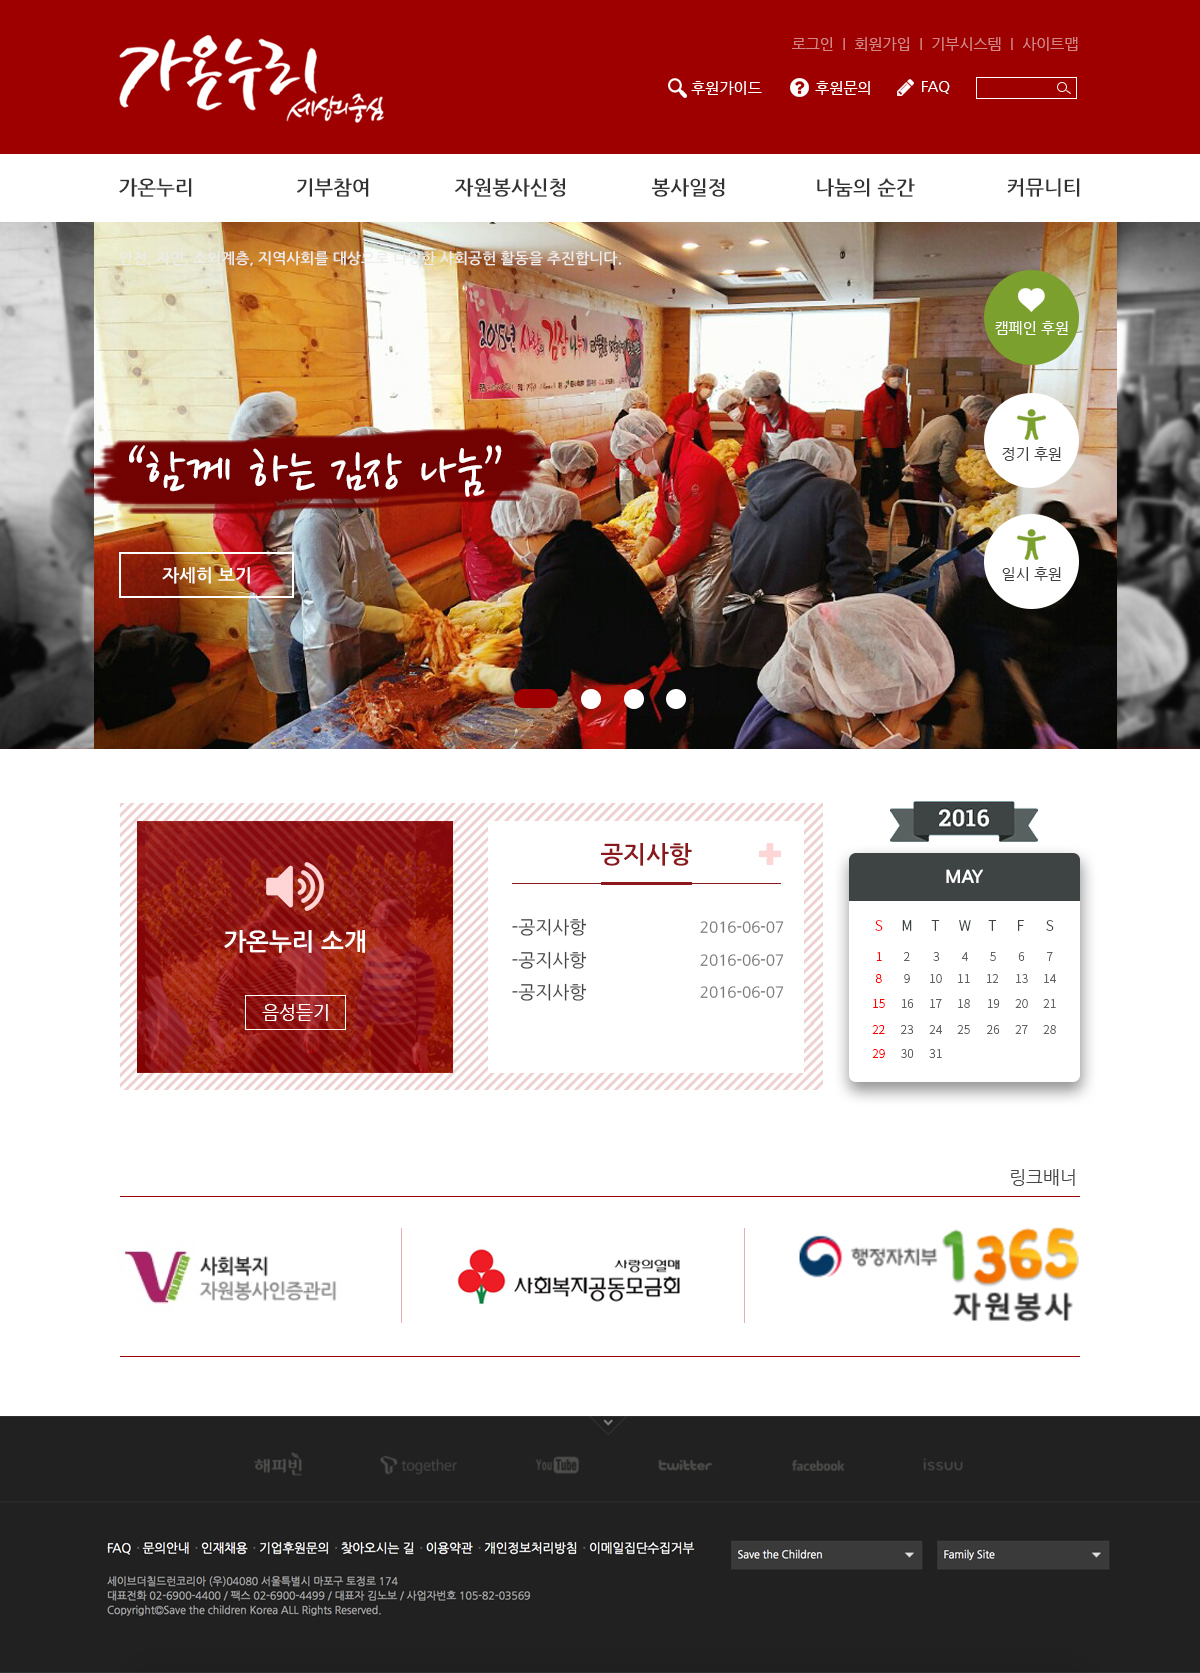 가온누리
세상의중심
로그인 | 회원가입 | 기부시스템 | 사이트맵
후원가이드 후원문의 FAQ
가온누리 기부참여 자원봉사신청 봉사일정 나눔의 순간 커뮤니티
소외계층, 지역사회를 대상으로 다양한 사회공헌 활동을 추진합니다.
2015년 사랑의 김장 나누기
캠페인 후원
“함께 하는 김장 나눔”
정기 후원
자세히 보기
일시 후원
가온누리 소개
음성듣기
공지사항
-공지사항 2016-06-07
-공지사항 2016-06-07
-공지사항 2016-06-07
2016
MAY
S M T W T F S
1 2 3 4 5 6 7
8 9 10 11 12 13 14
15 16 17 18 19 20 21
22 23 24 25 26 27 28
29 30 31
링크배너
사회복지
자원봉사인증관리
사랑의열매
사회복지공동모금회
행정자치부 1365
자원봉사
해피빈 together YouTube twitter facebook issuu
FAQ · 문의안내 · 인재채용 · 기업후원문의 · 찾아오시는 길 · 이용약관 · 개인정보처리방침 · 이메일집단수집거부
Save the Children Family Site
세이브더칠드런코리아 (우)04080 서울특별시 마포구 토정로 174
대표전화 02-6900-4400 / 팩스 02-6900-4499 / 대표자 김노보 / 사업자번호 105-82-03569
Copyright©Save the children Korea ALL Rights Reserved.